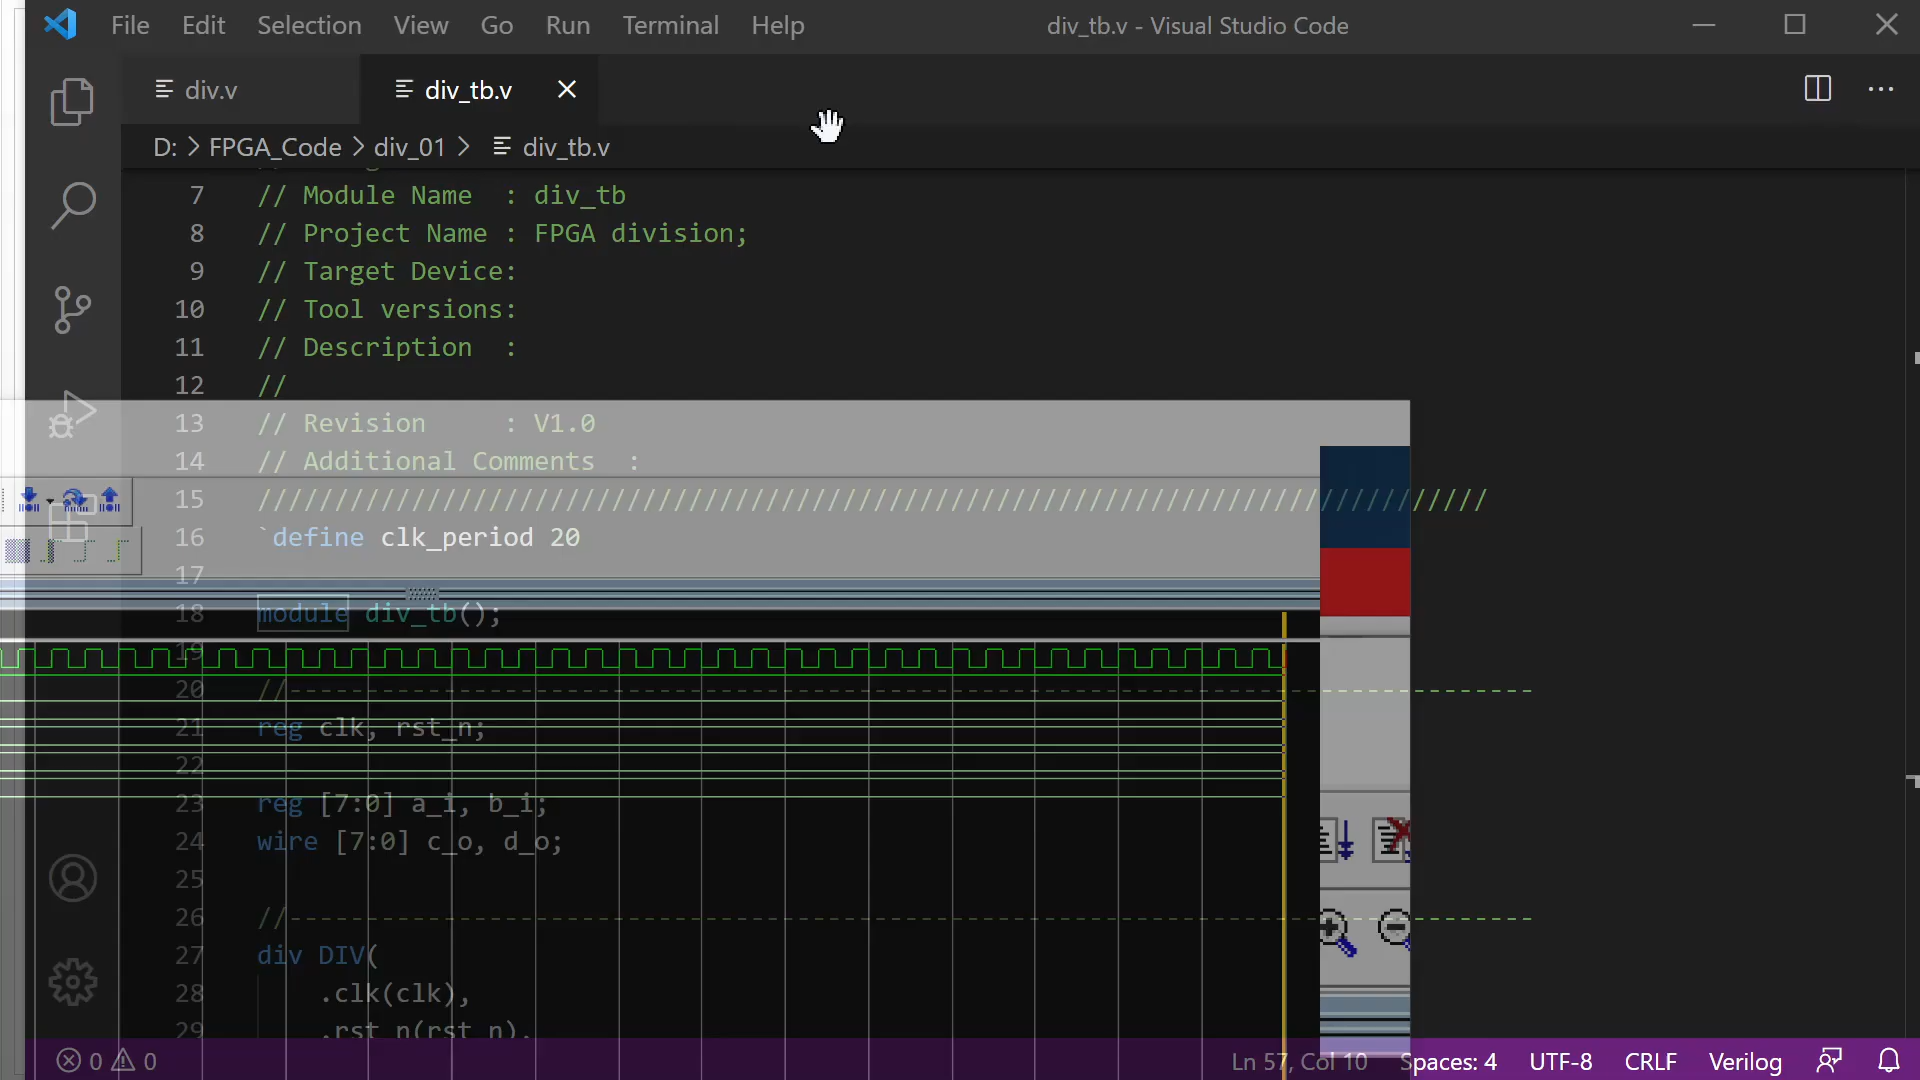 File Edit Selection View Go Run Terminal Help div_tb.v - Visual Studio Code
div.v div_tb.v
D: > FPGA_Code > div_01 > div_tb.v
7 // Module Name : div_tb
8 // Project Name : FPGA division;
9 // Target Device:
10 // Tool versions:
11 // Description :
12 //
13 // Revision : V1.0
14 // Additional Comments :
15 ////////////////////////////////////////////////////////////////////////////////
16 `define clk_period 20
17
18 module div_tb();
19
20 //--------------------------------------------------------------------------------
21 reg clk, rst_n;
22
23 reg [7:0] a_i, b_i;
24 wire [7:0] c_o, d_o;
25
26 //--------------------------------------------------------------------------------
27 div DIV(
28 .clk(clk),
29 .rst_n(rst_n),
0 0 Ln 57, Col 10 Spaces: 4 UTF-8 CRLF Verilog